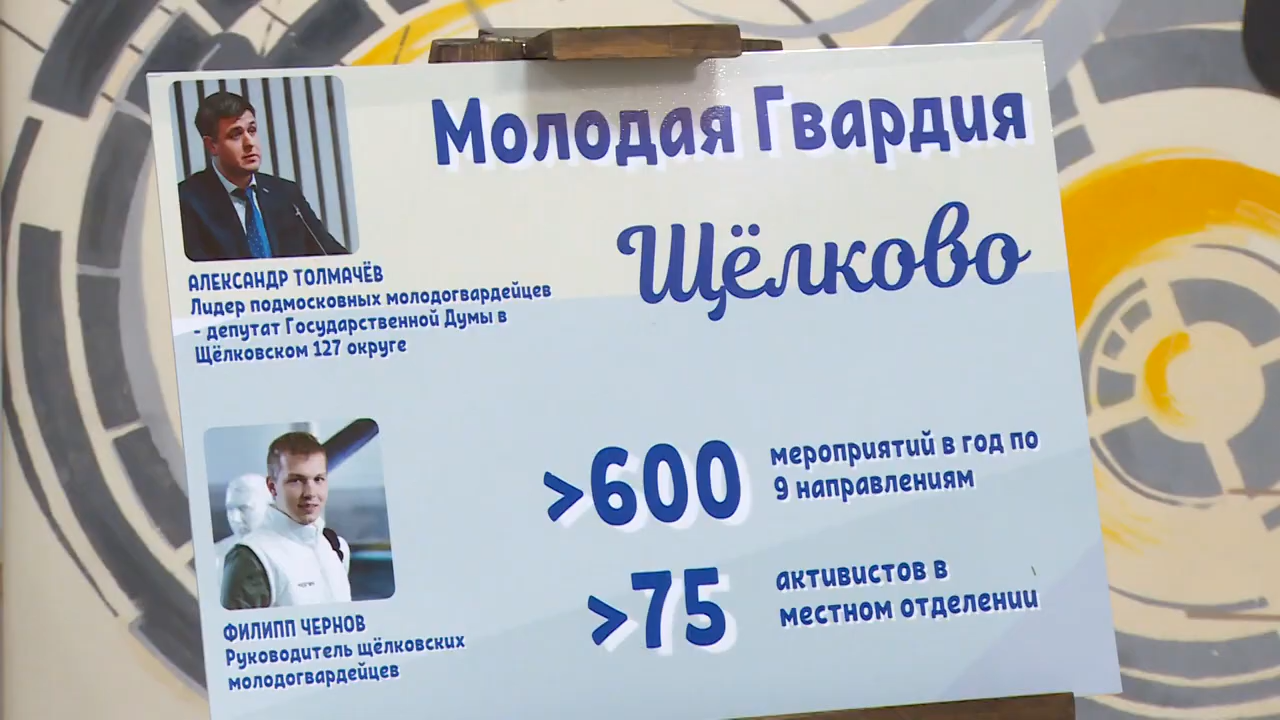 Молодая Гвардия
Щёлково
АЛЕКСАНДР ТОЛМАЧЁВ
Лидер подмосковных молодогвардейцев
- депутат Государственной Думы в
Щёлковском 127 округе
>600
мероприятий в год по
9 направлениям
>75
активистов в
местном отделении
ФИЛИПП ЧЕРНОВ
Руководитель щёлковских
молодогвардейцев